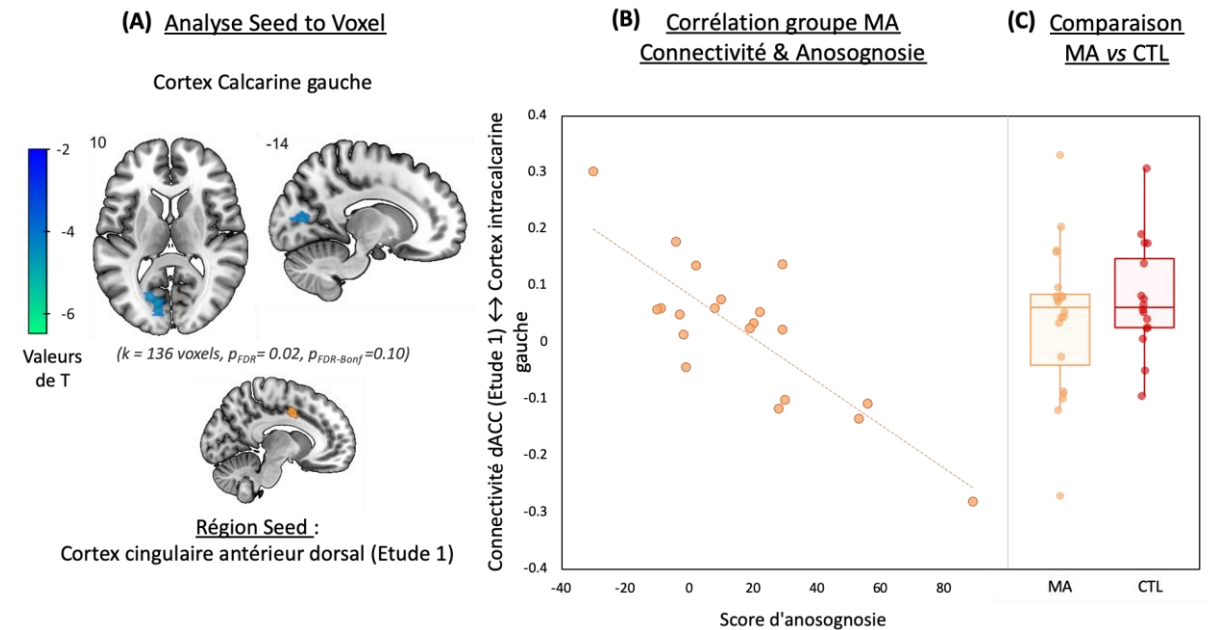 (A) Analyse Seed to Voxel
Cortex Calcarine gauche
10
-14
-2
-4
-6
Valeurs
de T
(k = 136 voxels, pFDR= 0.02, pFDR-Bonf =0.10)
Région Seed :
Cortex cingulaire antérieur dorsal (Etude 1)
(B) Corrélation groupe MA
Connectivité & Anosognosie
Connectivité dACC (Etude 1) ↔ Cortex intracalcarine
gauche
0.4
0.3
0.2
0.1
0
-0.1
-0.2
-0.3
-0.4
-40 -20 0 20 40 60 80
Score d'anosognosie
(C) Comparaison
MA vs CTL
MA CTL